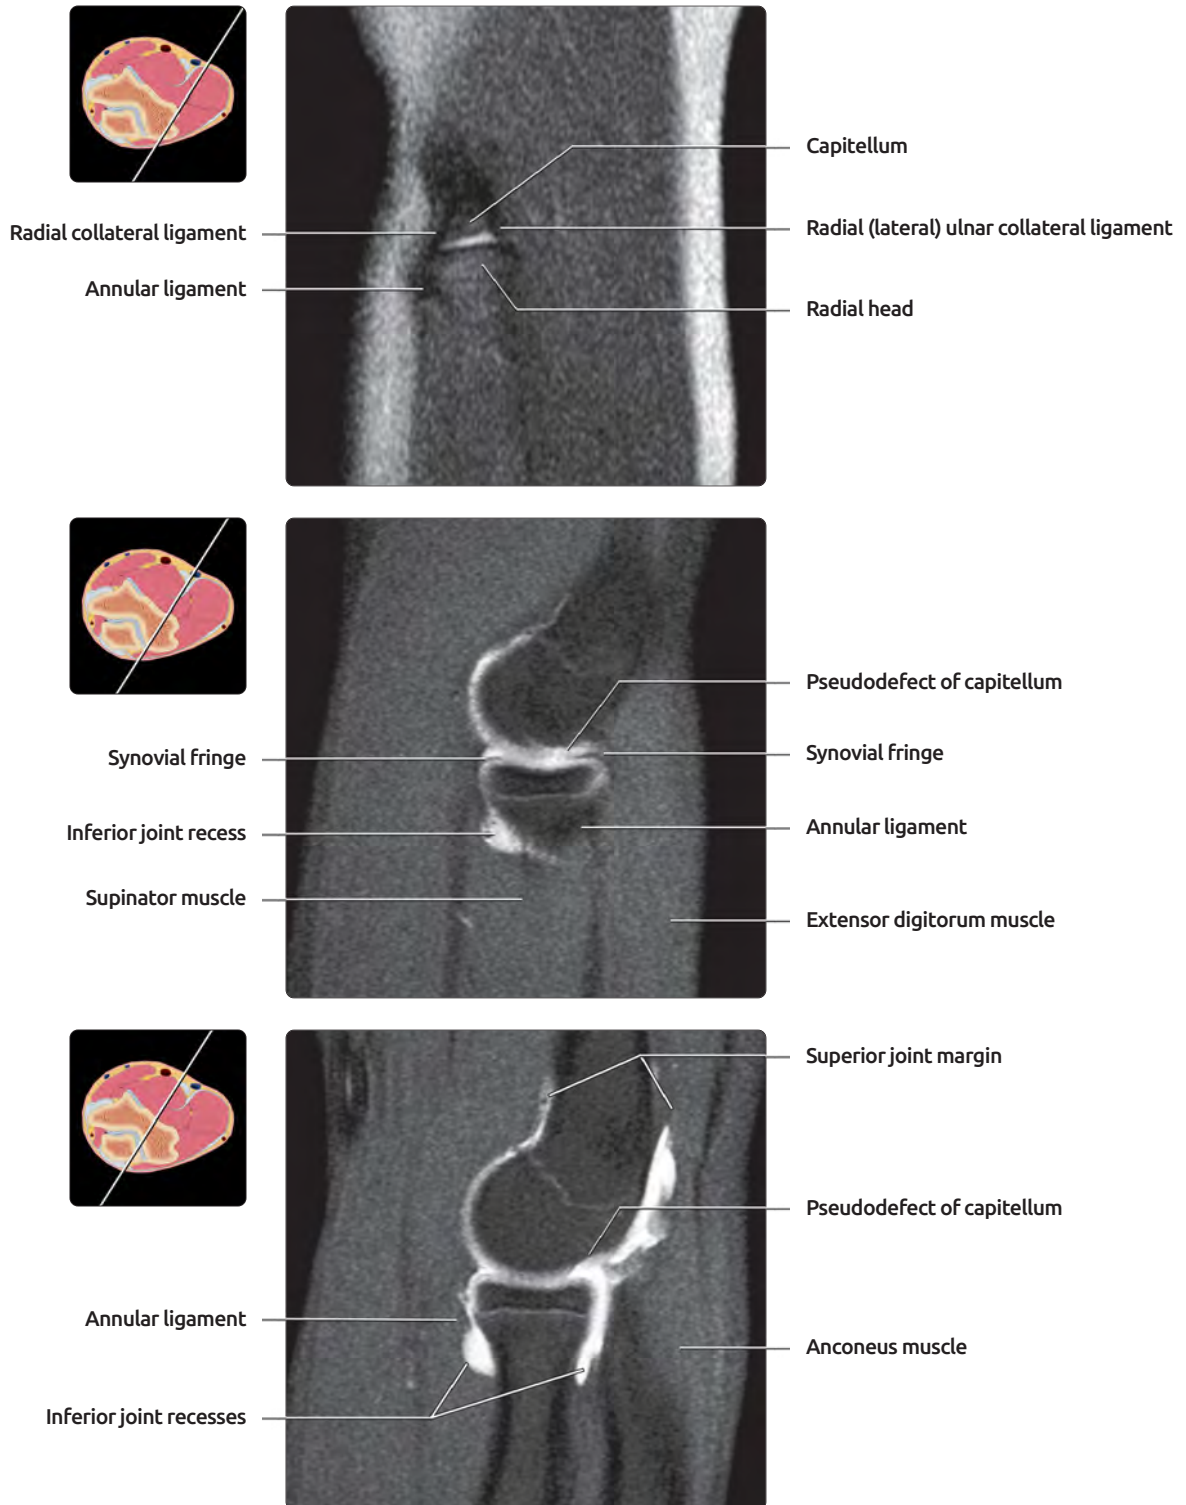 Capitellum
Radial collateral ligament
Radial (lateral) ulnar collateral ligament
Annular ligament
Radial head
Pseudodefect of capitellum
Synovial fringe
Synovial fringe
Inferior joint recess
Annular ligament
Supinator muscle
Extensor digitorum muscle
Superior joint margin
Pseudodefect of capitellum
Annular ligament
Anconeus muscle
Inferior joint recesses